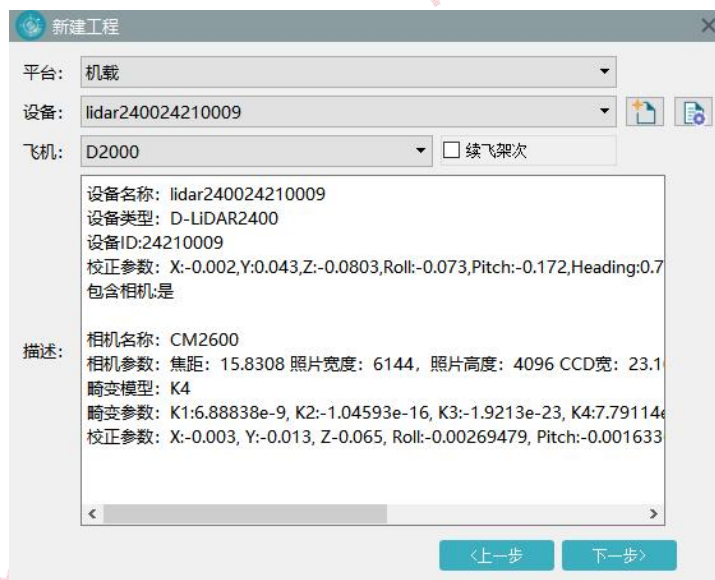 新建工程
平台: 机载
设备: lidar240024210009
飞机: D2000 续飞架次
设备名称: lidar240024210009
设备类型: D-LiDAR2400
设备ID:24210009
校正参数: X:-0.002,Y:0.043,Z:-0.0803,Roll:-0.073,Pitch:-0.172,Heading:0.7
包含相机:是
描述:
相机名称: CM2600
相机参数: 焦距: 15.8308 照片宽度: 6144, 照片高度: 4096 CCD宽: 23.1
畸变模型: K4
畸变参数: K1:6.88838e-9, K2:-1.04593e-16, K3:-1.9213e-23, K4:7.79114e
校正参数: X:-0.003, Y:-0.013, Z-0.065, Roll:-0.00269479, Pitch:-0.001633
<上一步 下一步>